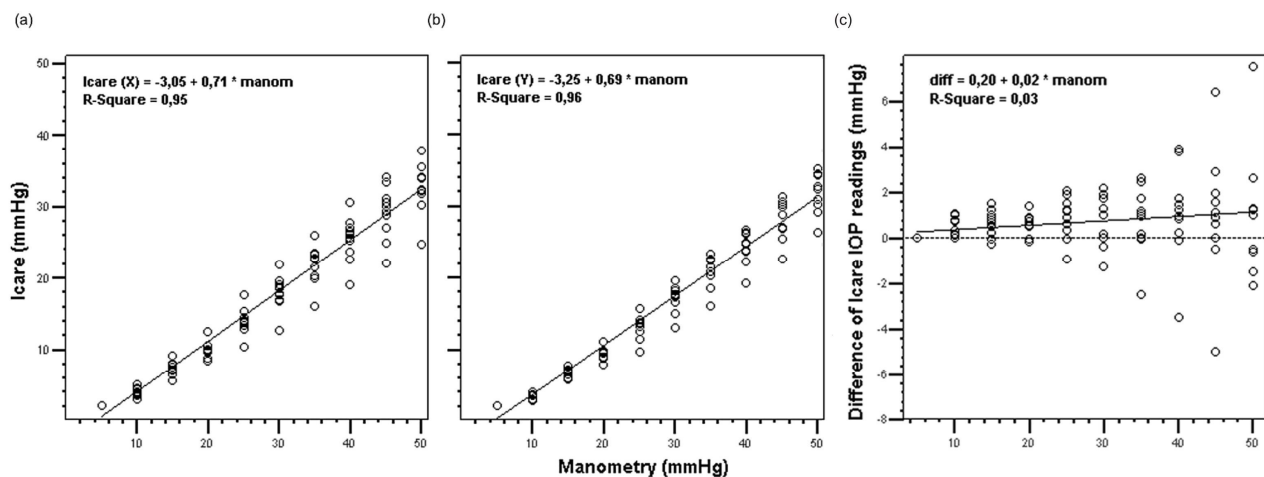 (a)
(b)
(c)
Icare (X) = -3,05 + 0,71 * manom
R-Square = 0,95
50
40
30
20
10
10
20
30
40
50
Icare (mmHg)
Icare (Y) = -3,25 + 0,69 * manom
R-Square = 0,96
10
20
30
40
50
Manometry (mmHg)
diff = 0,20 + 0,02 * manom
R-Square = 0,03
6
4
2
0
-2
-4
-6
-8
10
20
30
40
50
Difference of Icare IOP readings (mmHg)